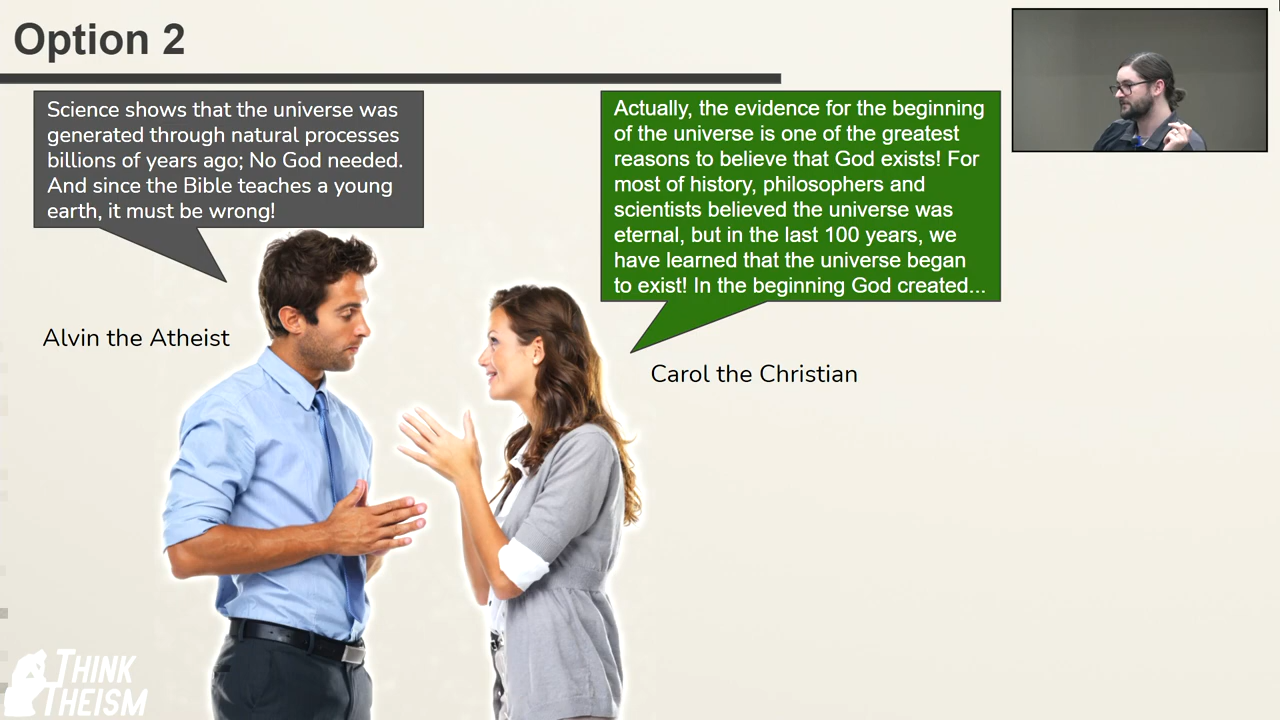 Option 2
Science shows that the universe was
generated through natural processes
billions of years ago; No God needed.
And since the Bible teaches a young
earth, it must be wrong!
Actually, the evidence for the beginning
of the universe is one of the greatest
reasons to believe that God exists! For
most of history, philosophers and
scientists believed the universe was
eternal, but in the last 100 years, we
have learned that the universe began
to exist! In the beginning God created...
Alvin the Atheist
Carol the Christian
THINK
THEISM